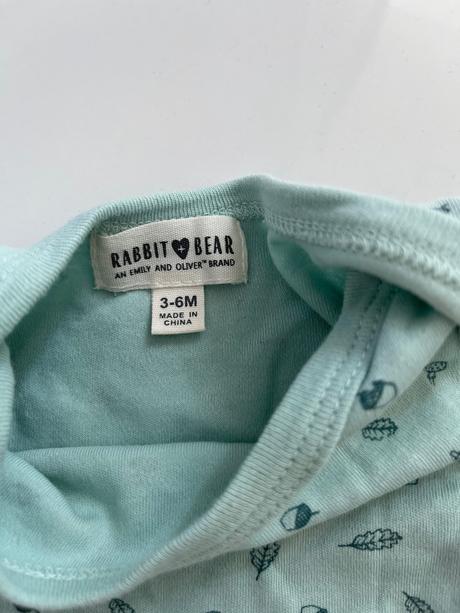 RABBIT + BEAR
AN EMILY AND OLIVER™ BRAND
3-6M
MADE IN
CHINA